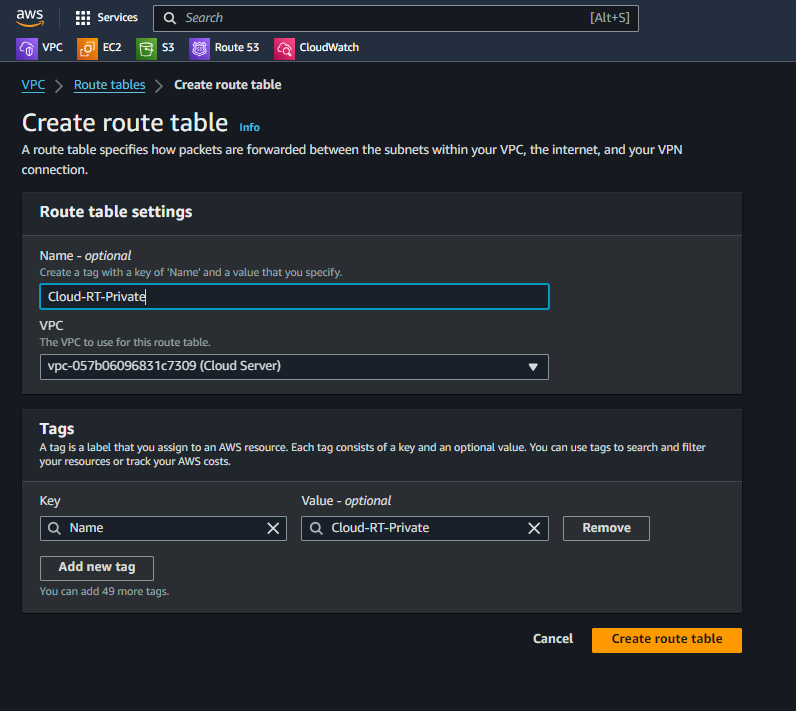 aws Services Search [Alt+S]
VPC EC2 S3 Route 53 CloudWatch
VPC > Route tables > Create route table
Create route table Info
A route table specifies how packets are forwarded between the subnets within your VPC, the internet, and your VPN
connection.
Route table settings
Name - optional
Create a tag with a key of 'Name' and a value that you specify.
Cloud-RT-Private
VPC
The VPC to use for this route table.
vpc-057b06096831c7309 (Cloud Server)
Tags
A tag is a label that you assign to an AWS resource. Each tag consists of a key and an optional value. You can use tags to search and filter
your resources or track your AWS costs.
Key Value - optional
Name Cloud-RT-Private Remove
Add new tag
You can add 49 more tags.
Cancel Create route table